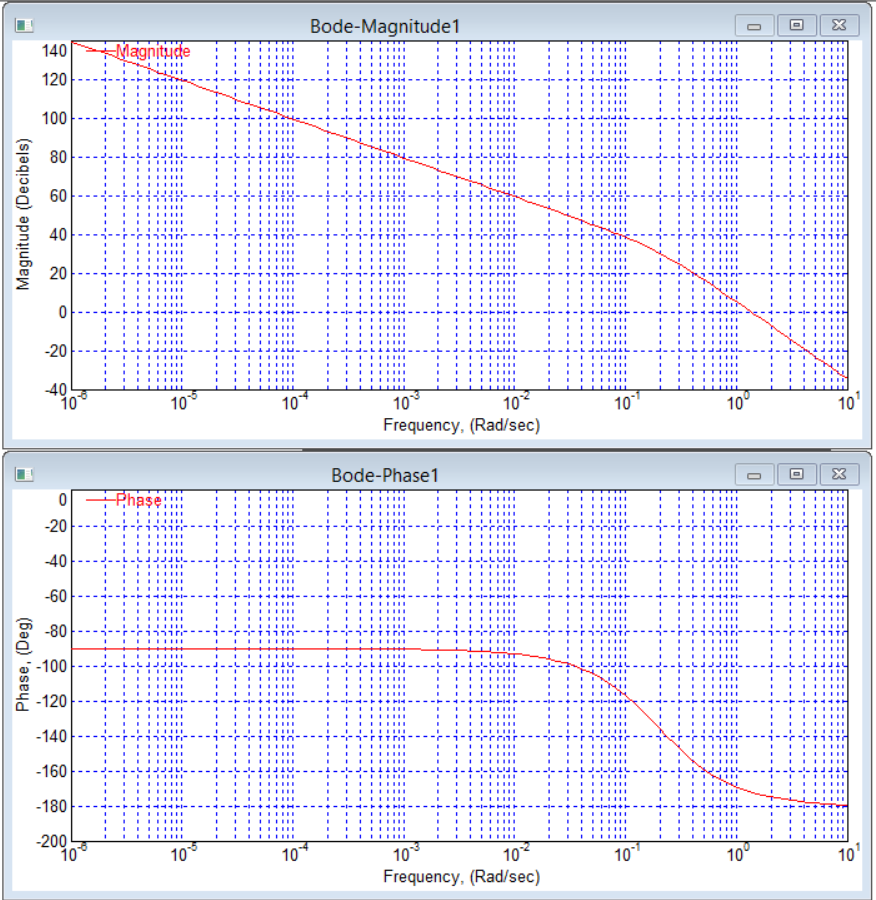 Bode-Magnitude1
Magnitude
140
120
100
80
60
40
20
0
-20
-40
Magnitude (Decibels)
10^-6 10^-5 10^-4 10^-3 10^-2 10^-1 10^0 10^1
Frequency, (Rad/sec)
Bode-Phase1
Phase
0
-20
-40
-60
-80
-100
-120
-140
-160
-180
-200
Phase, (Deg)
10^-6 10^-5 10^-4 10^-3 10^-2 10^-1 10^0 10^1
Frequency, (Rad/sec)